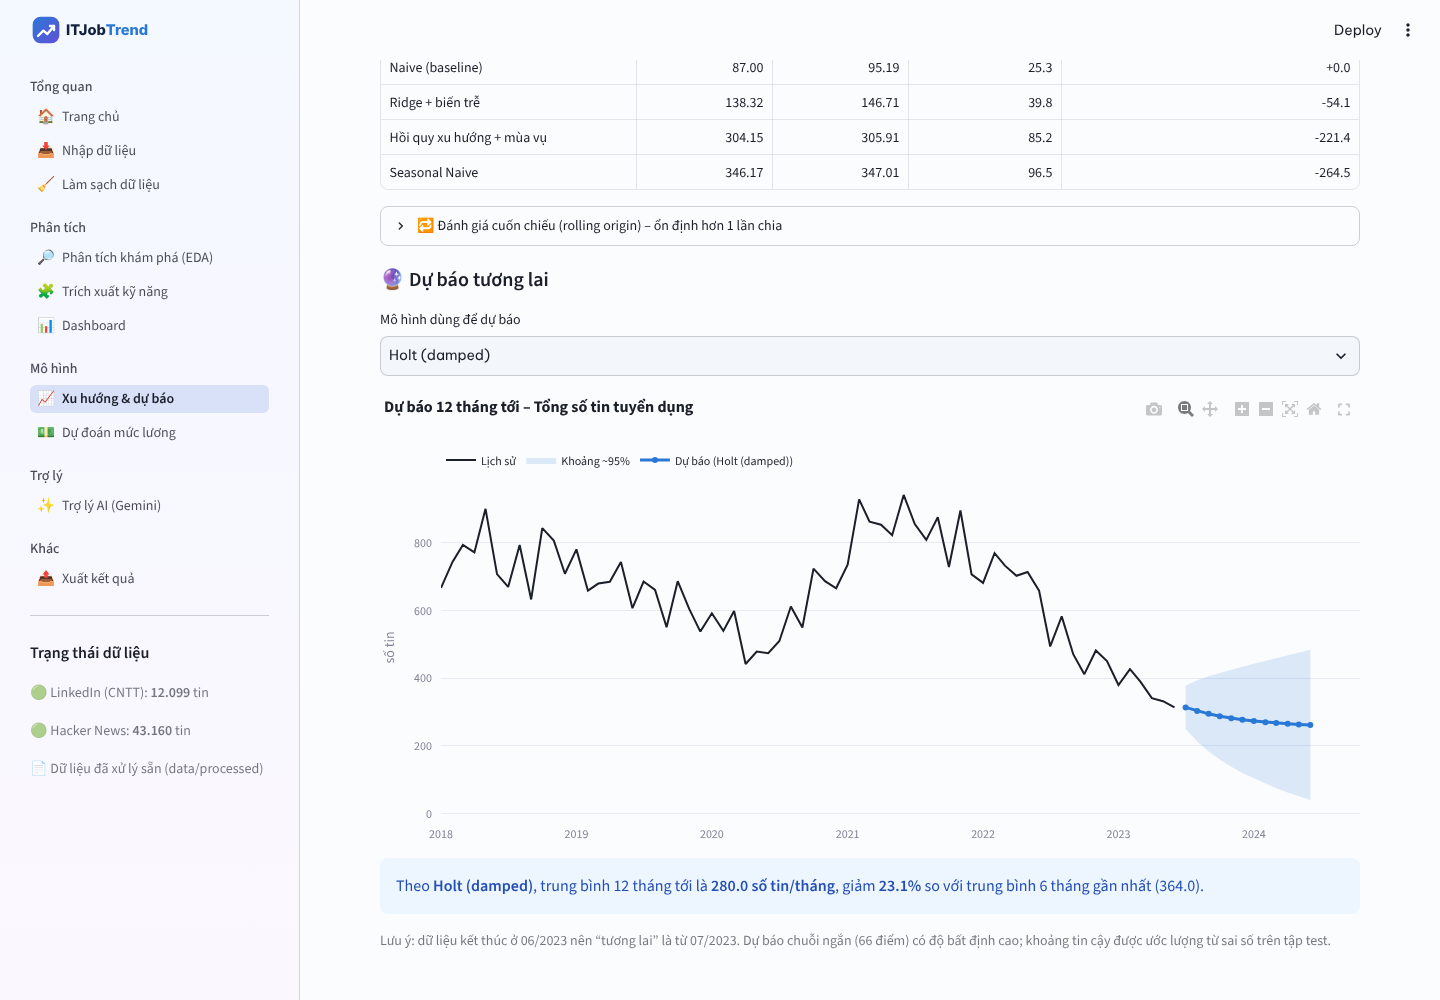 ITJobTrend
Deploy
Tổng quan
Trang chủ
Nhập dữ liệu
Làm sạch dữ liệu
Phân tích
Phân tích khám phá (EDA)
Trích xuất kỹ năng
Dashboard
Mô hình
Xu hướng & dự báo
Dự đoán mức lương
Trợ lý
Trợ lý AI (Gemini)
Khác
Xuất kết quả
Trạng thái dữ liệu
LinkedIn (CNTT): 12.099 tin
Hacker News: 43.160 tin
Dữ liệu đã xử lý sẵn (data/processed)
Naive (baseline) 87.00 95.19 25.3 +0.0
Ridge + biến trễ 138.32 146.71 39.8 -54.1
Hồi quy xu hướng + mùa vụ 304.15 305.91 85.2 -221.4
Seasonal Naive 346.17 347.01 96.5 -264.5
Đánh giá cuốn chiếu (rolling origin) – ổn định hơn 1 lần chia
Dự báo tương lai
Mô hình dùng để dự báo
Holt (damped)
Dự báo 12 tháng tới – Tổng số tin tuyển dụng
Lịch sử Khoảng ~95% Dự báo (Holt (damped))
800
600
400
200
0
số tin
2018 2019 2020 2021 2022 2023 2024
Theo Holt (damped), trung bình 12 tháng tới là 280.0 số tin/tháng, giảm 23.1% so với trung bình 6 tháng gần nhất (364.0).
Lưu ý: dữ liệu kết thúc ở 06/2023 nên “tương lai” là từ 07/2023. Dự báo chuỗi ngắn (66 điểm) có độ bất định cao; khoảng tin cậy được ước lượng từ sai số trên tập test.